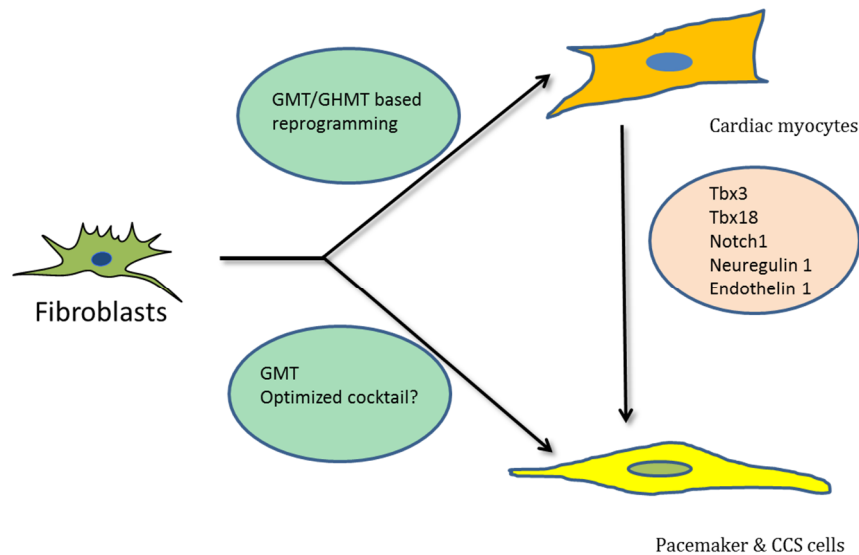 GMT/GHMT based
reprogramming
Cardiac myocytes
Tbx3
Tbx18
Notch1
Neuregulin 1
Endothelin 1
Fibroblasts
GMT
Optimized cocktail?
Pacemaker & CCS cells